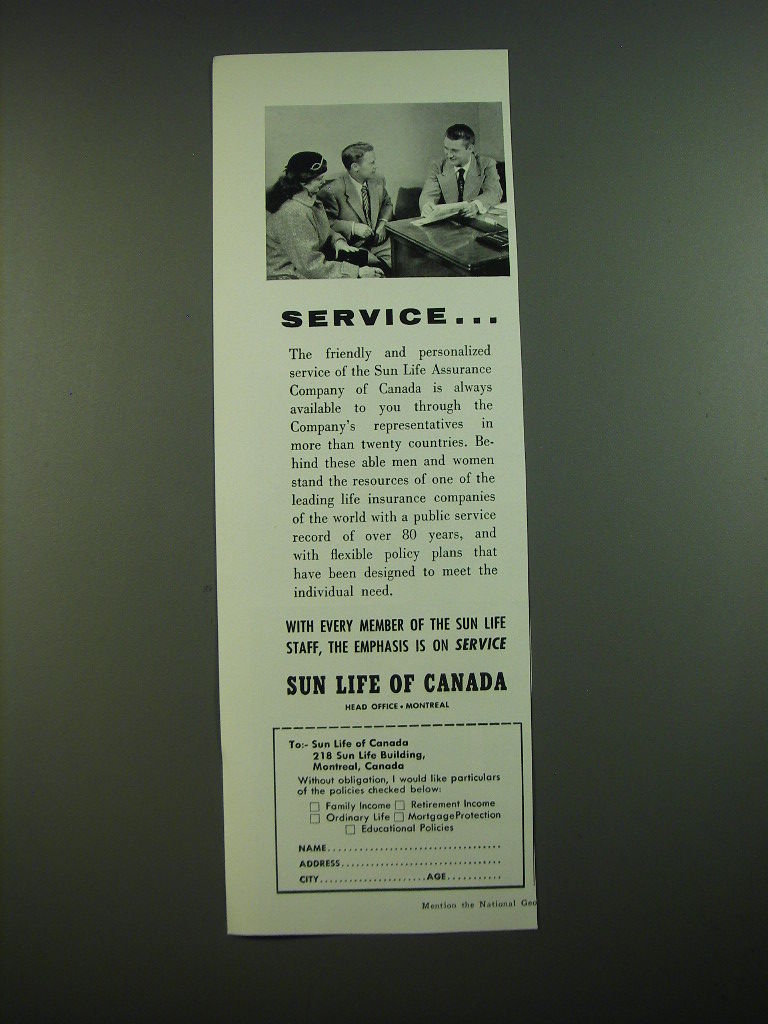 SERVICE...
The friendly and personalized
service of the Sun Life Assurance
Company of Canada is always
available to you through the
Company's representatives in
more than twenty countries. Be-
hind these able men and women
stand the resources of one of the
leading life insurance companies
of the world with a public service
record of over 80 years, and
with flexible policy plans that
have been designed to meet the
individual need.
WITH EVERY MEMBER OF THE SUN LIFE
STAFF, THE EMPHASIS IS ON SERVICE
SUN LIFE OF CANADA
HEAD OFFICE • MONTREAL
To:- Sun Life of Canada
218 Sun Life Building,
Montreal, Canada
Without obligation, I would like particulars
of the policies checked below:
□ Family Income □ Retirement Income
□ Ordinary Life □ MortgageProtection
□ Educational Policies
NAME..................................
ADDRESS...............................
CITY.....................AGE...........
Mention the National Geo